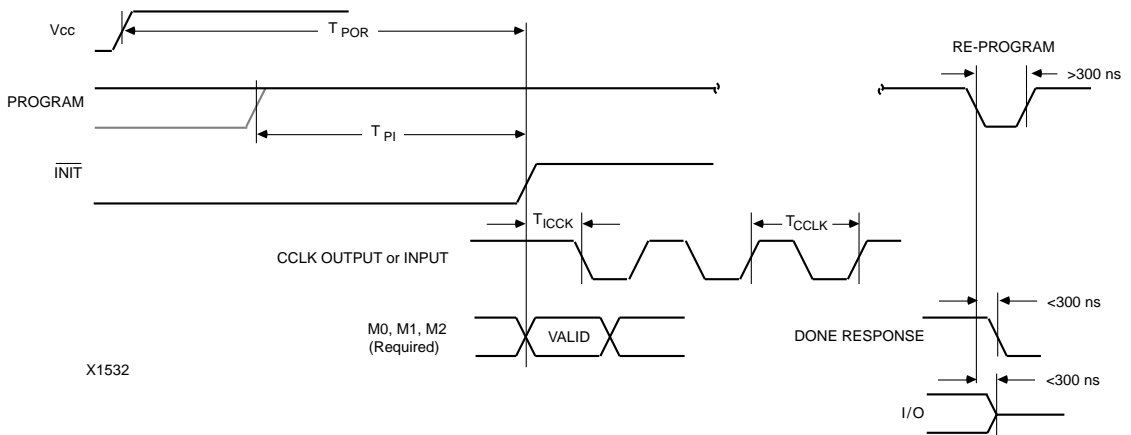 Vcc
T POR
RE-PROGRAM
>300 ns
PROGRAM
T PI
INIT
T ICCK
T CCLK
CCLK OUTPUT or INPUT
<300 ns
M0, M1, M2
(Required)
VALID
DONE RESPONSE
X1532
<300 ns
I/O